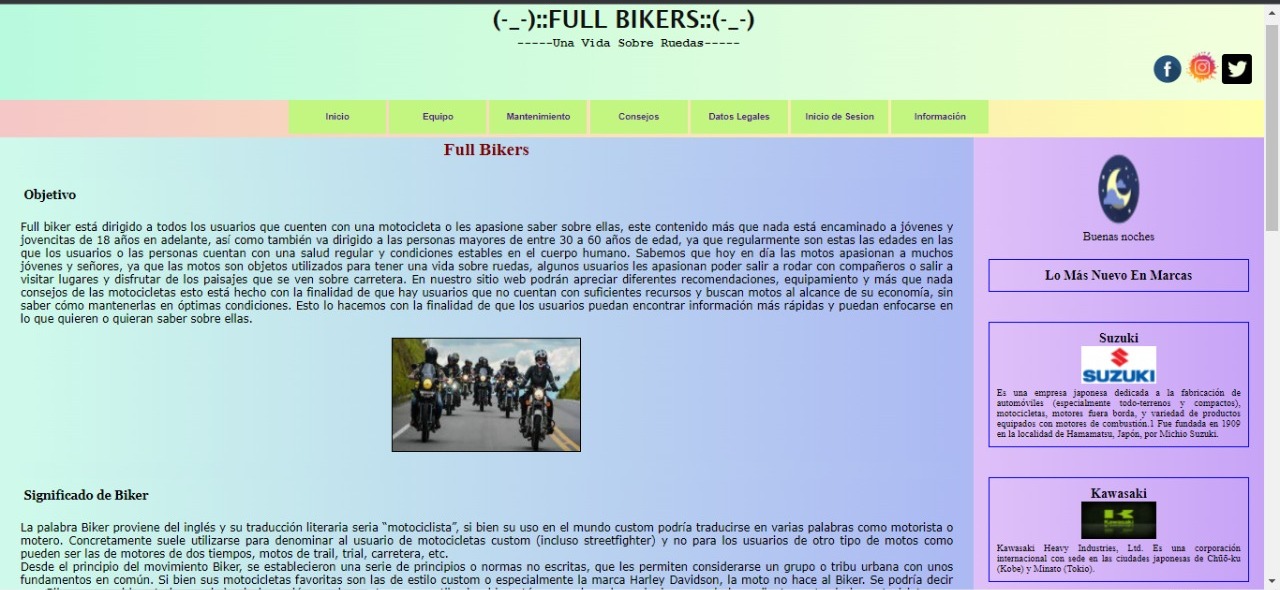 (-_-)::FULL BIKERS::(-_-)
-----Una Vida Sobre Ruedas-----
Inicio
Equipo
Mantenimiento
Consejos
Datos Legales
Inicio de Sesion
Información
Full Bikers
Objetivo
Full biker está dirigido a todos los usuarios que cuenten con una motocicleta o les apasione saber sobre ellas, este contenido más que nada está encaminado a jóvenes y
jovencitas de 18 años en adelante, así como también va dirigido a las personas mayores de entre 30 a 60 años de edad, ya que regularmente son estas las edades en las
que los usuarios o las personas cuentan con una salud regular y condiciones estables en el cuerpo humano. Sabemos que hoy en día las motos apasionan a muchos
jóvenes y señores, ya que las motos son objetos utilizados para tener una vida sobre ruedas, algunos usuarios les apasionan poder salir a rodar con compañeros o salir a
visitar lugares y disfrutar de los paisajes que se ven sobre carretera. En nuestro sitio web podrán apreciar diferentes recomendaciones, equipamiento y más que nada
consejos de las motocicletas esto está hecho con la finalidad de que hay usuarios que no cuentan con suficientes recursos y buscan motos al alcance de su economía, sin
saber cómo mantenerlas en óptimas condiciones. Esto lo hacemos con la finalidad de que los usuarios puedan encontrar información más rápidas y puedan enfocarse en
lo que quieren o quieran saber sobre ellas.
Significado de Biker
La palabra Biker proviene del inglés y su traducción literaria seria “motociclista”, si bien su uso en el mundo custom podría traducirse en varias palabras como motorista o
motero. Concretamente suele utilizarse para denominar al usuario de motocicletas custom (incluso streetfighter) y no para los usuarios de otro tipo de motos como
pueden ser las de motores de dos tiempos, motos de trail, trial, carretera, etc.
Desde el principio del movimiento Biker, se establecieron una serie de principios o normas no escritas, que les permiten considerarse un grupo o tribu urbana con unos
fundamentos en común. Si bien sus motocicletas favoritas son las de estilo custom o especialmente la marca Harley Davidson, la moto no hace al Biker. Se podría decir
Buenas noches
Lo Más Nuevo En Marcas
Suzuki
SUZUKI
Es una empresa japonesa dedicada a la fabricación de
automóviles (especialmente todo-terrenos y compactos),
motocicletas, motores fuera borda, y variedad de productos
equipados con motores de combustión.1 Fue fundada en 1909
en la localidad de Hamamatsu, Japón, por Michio Suzuki.
Kawasaki
Kawasaki
Kawasaki Heavy Industries, Ltd. Es una corporación
internacional con sede en las ciudades japonesas de Chūō-ku
(Kobe) y Minato (Tokio).